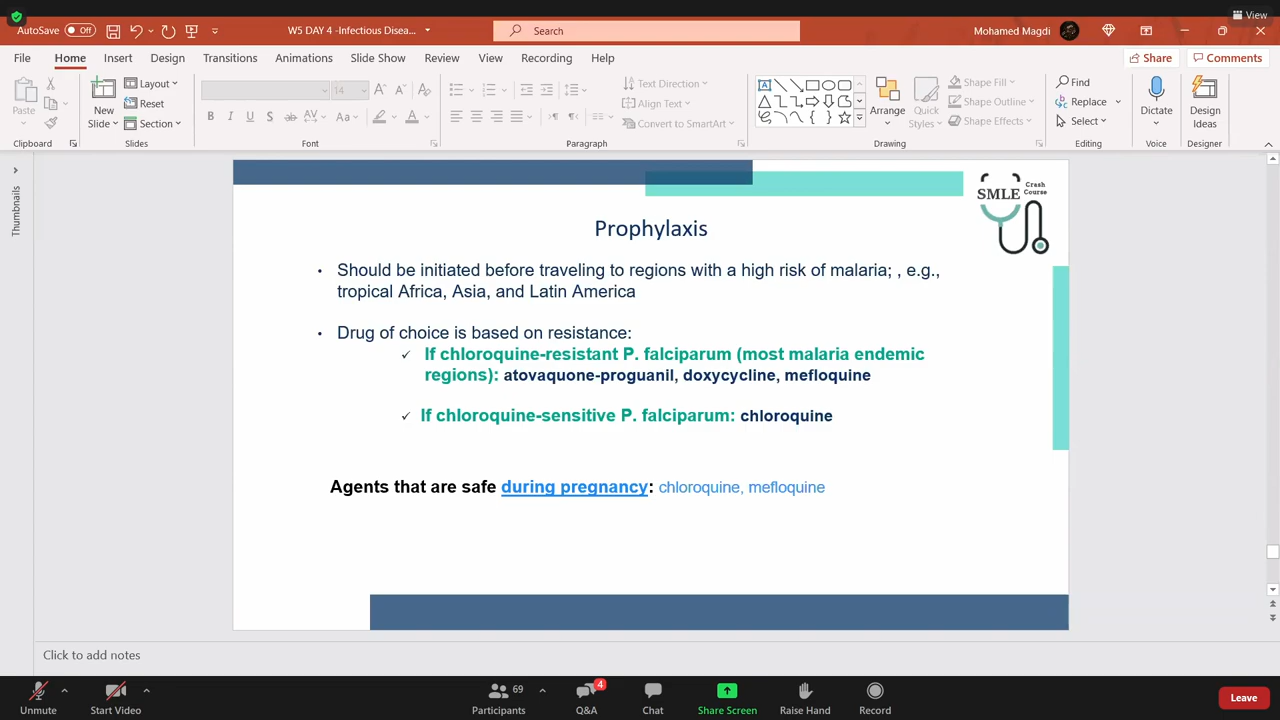 View
AutoSave Off W5 DAY 4 -Infectious Disea... Search Mohamed Magdi
File Home Insert Design Transitions Animations Slide Show Review View Recording Help Share Comments
Paste
New
Slide
Layout
Reset
Section
14
B I U S ab AV Aa A
Text Direction
Align Text
Convert to SmartArt
Arrange
Quick
Styles
Shape Fill
Shape Outline
Shape Effects
Find
Replace
Select
Dictate
Design
Ideas
Clipboard Slides Font Paragraph Drawing Editing Voice Designer
Thumbnails
SMLE Crash
Course
Prophylaxis
• Should be initiated before traveling to regions with a high risk of malaria; , e.g.,
tropical Africa, Asia, and Latin America
• Drug of choice is based on resistance:
✓ If chloroquine-resistant P. falciparum (most malaria endemic
regions): atovaquone-proguanil, doxycycline, mefloquine
✓ If chloroquine-sensitive P. falciparum: chloroquine
Agents that are safe during pregnancy: chloroquine, mefloquine
Click to add notes
69 4
Unmute Start Video Participants Q&A Chat Share Screen Raise Hand Record Leave